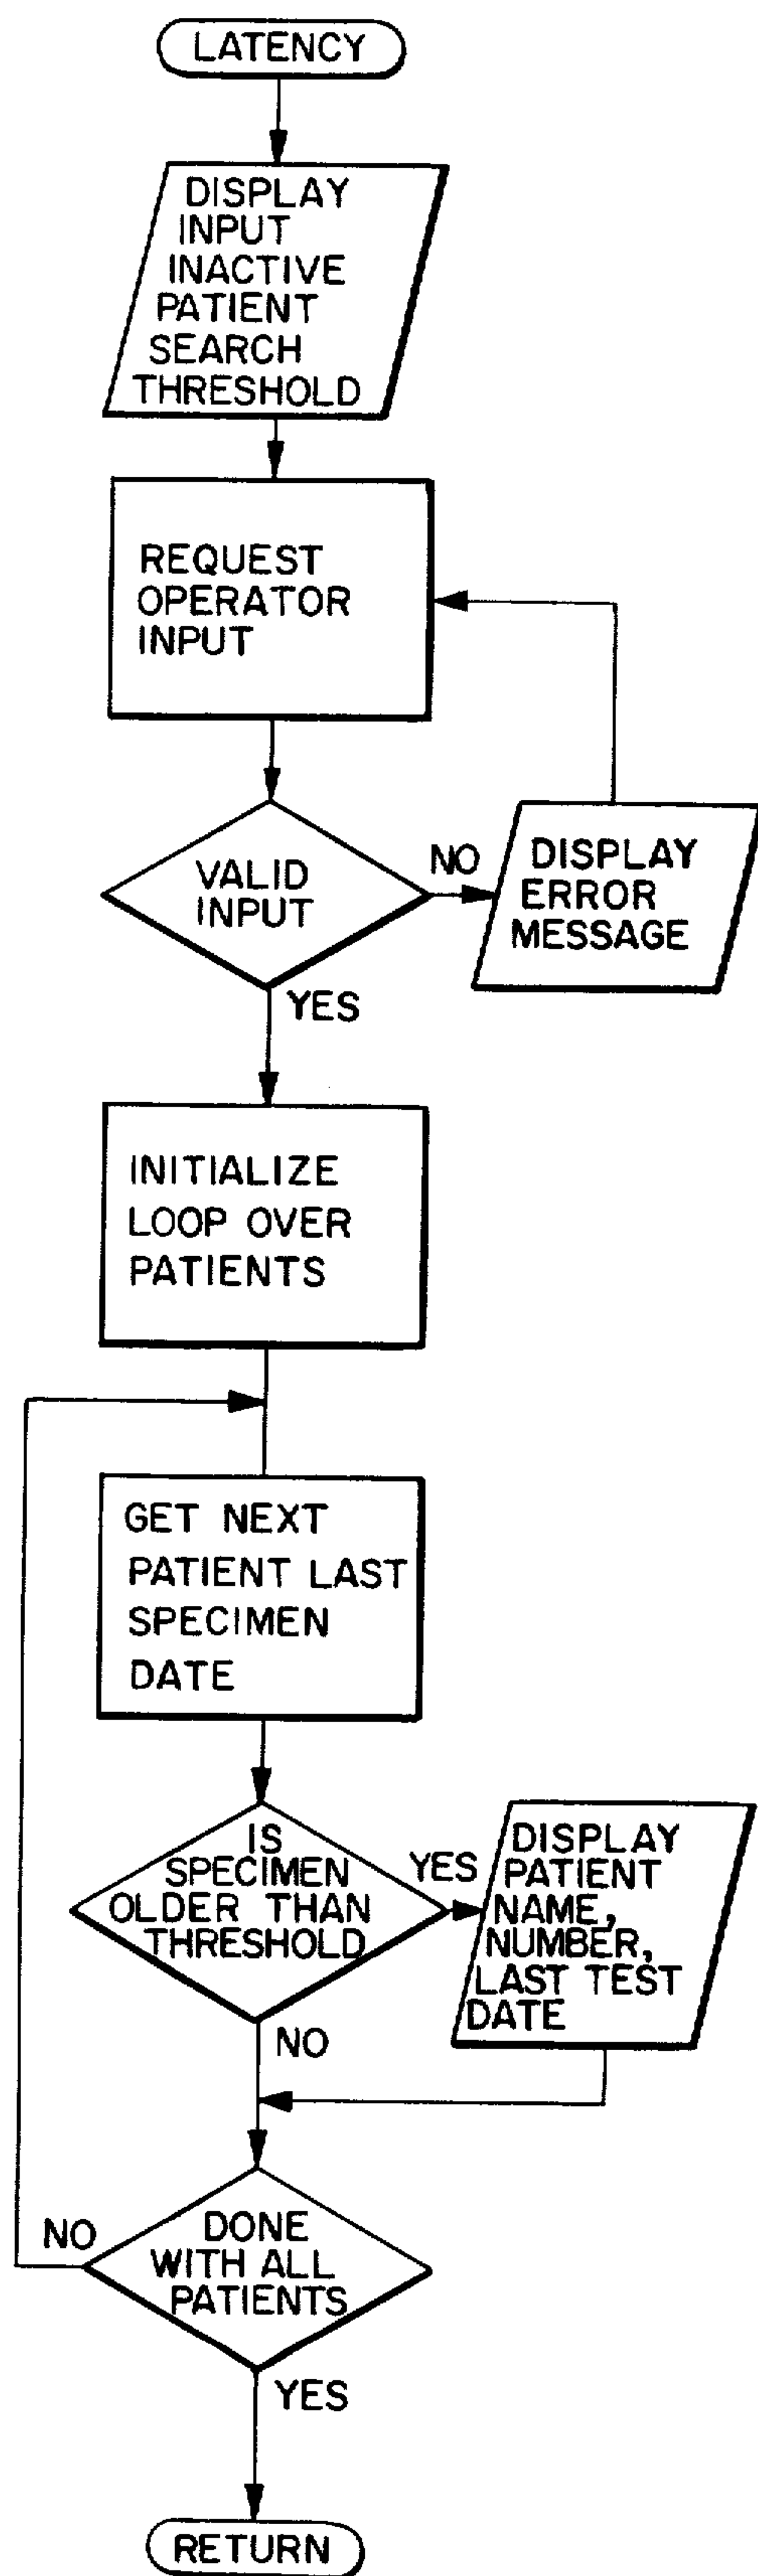 LATENCY
DISPLAY
INPUT
INACTIVE
PATIENT
SEARCH
THRESHOLD
REQUEST
OPERATOR
INPUT
VALID
INPUT
NO
DISPLAY
ERROR
MESSAGE
YES
INITIALIZE
LOOP OVER
PATIENTS
GET NEXT
PATIENT LAST
SPECIMEN
DATE
IS
SPECIMEN
OLDER THAN
THRESHOLD
YES
DISPLAY
PATIENT
NAME,
NUMBER,
LAST TEST
DATE
NO
DONE
WITH ALL
PATIENTS
NO
YES
RETURN